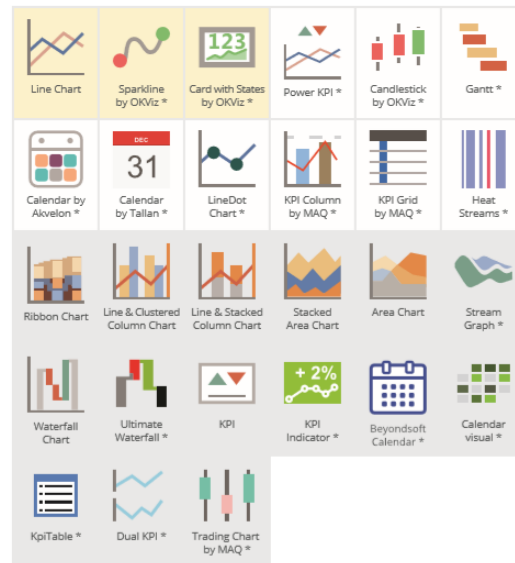 Line Chart
Sparkline
by OKViz *
123
Card with States
by OKViz *
Power KPI *
Candlestick
by OKViz *
Gantt *
Calendar by
Akvelon *
DEC
31
Calendar
by Tallan *
LineDot
Chart *
KPI Column
by MAQ *
KPI Grid
by MAQ *
Heat
Streams *
Ribbon Chart
Line & Clustered
Column Chart
Line & Stacked
Column Chart
Stacked
Area Chart
Area Chart
Stream
Graph *
Waterfall
Chart
Ultimate
Waterfall *
KPI
+ 2%
KPI
Indicator *
Beyondsoft
Calendar *
Calendar
visual *
KpiTable *
Dual KPI *
Trading Chart
by MAQ *